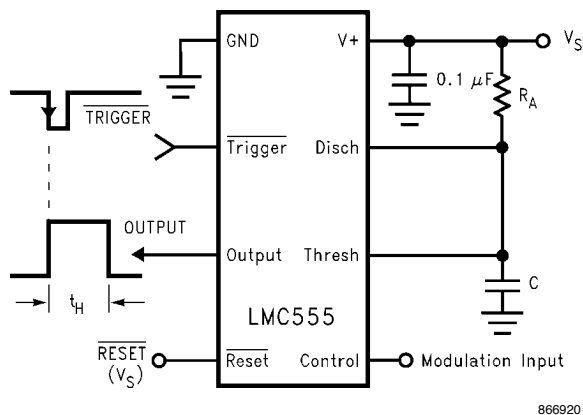 GND
V+
V_S
0.1 μF
R_A
TRIGGER
Trigger
Disch
OUTPUT
Output
Thresh
C
t_H
LMC555
RESET
(V_S)
Reset
Control
Modulation Input
866920